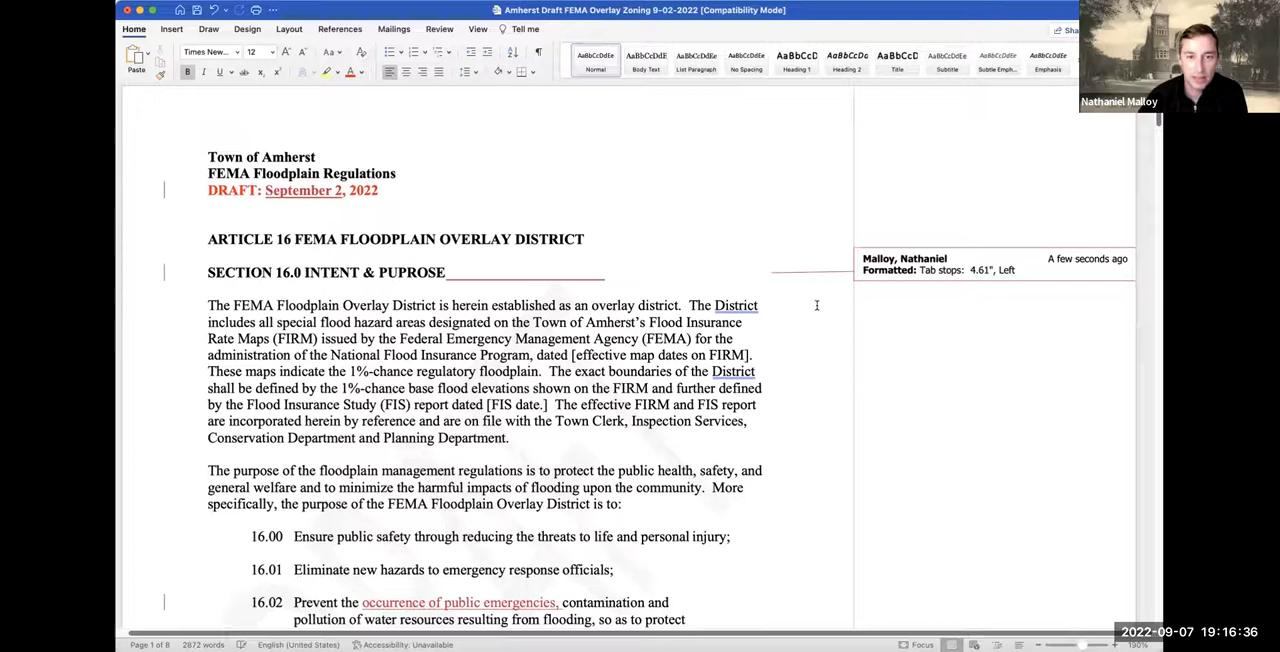 Amherst Draft FEMA Overlay Zoning 9-02-2022 [Compatibility Mode]
Home Insert Draw Design Layout References Mailings Review View Tell me
Sha
Paste
Times New... 12
AaBbCcDdEe AaBbCcDdEe AaBbCcDdEe AaBbCcDdEe AaBbCcD AaBbCcDd AaBbCcD AaBbCcDdEe AaBbCcDdEe AaBbCcDdEe
Normal Body Text List Paragraph No Spacing Heading 1 Heading 2 Title Subtitle Subtle Emph... Emphasis
Nathaniel Malloy
Town of Amherst
FEMA Floodplain Regulations
DRAFT: September 2, 2022
ARTICLE 16 FEMA FLOODPLAIN OVERLAY DISTRICT
SECTION 16.0 INTENT & PUPROSE
Malloy, Nathaniel A few seconds ago
Formatted: Tab stops: 4.61", Left
The FEMA Floodplain Overlay District is herein established as an overlay district. The District
includes all special flood hazard areas designated on the Town of Amherst's Flood Insurance
Rate Maps (FIRM) issued by the Federal Emergency Management Agency (FEMA) for the
administration of the National Flood Insurance Program, dated [effective map dates on FIRM].
These maps indicate the 1%-chance regulatory floodplain. The exact boundaries of the District
shall be defined by the 1%-chance base flood elevations shown on the FIRM and further defined
by the Flood Insurance Study (FIS) report dated [FIS date.] The effective FIRM and FIS report
are incorporated herein by reference and are on file with the Town Clerk, Inspection Services,
Conservation Department and Planning Department.
The purpose of the floodplain management regulations is to protect the public health, safety, and
general welfare and to minimize the harmful impacts of flooding upon the community. More
specifically, the purpose of the FEMA Floodplain Overlay District is to:
16.00 Ensure public safety through reducing the threats to life and personal injury;
16.01 Eliminate new hazards to emergency response officials;
16.02 Prevent the occurrence of public emergencies, contamination and
pollution of water resources resulting from flooding, so as to protect
2022-09-07 19:16:36
Page 1 of 8 2872 words English (United States) Accessibility: Unavailable Focus 190%